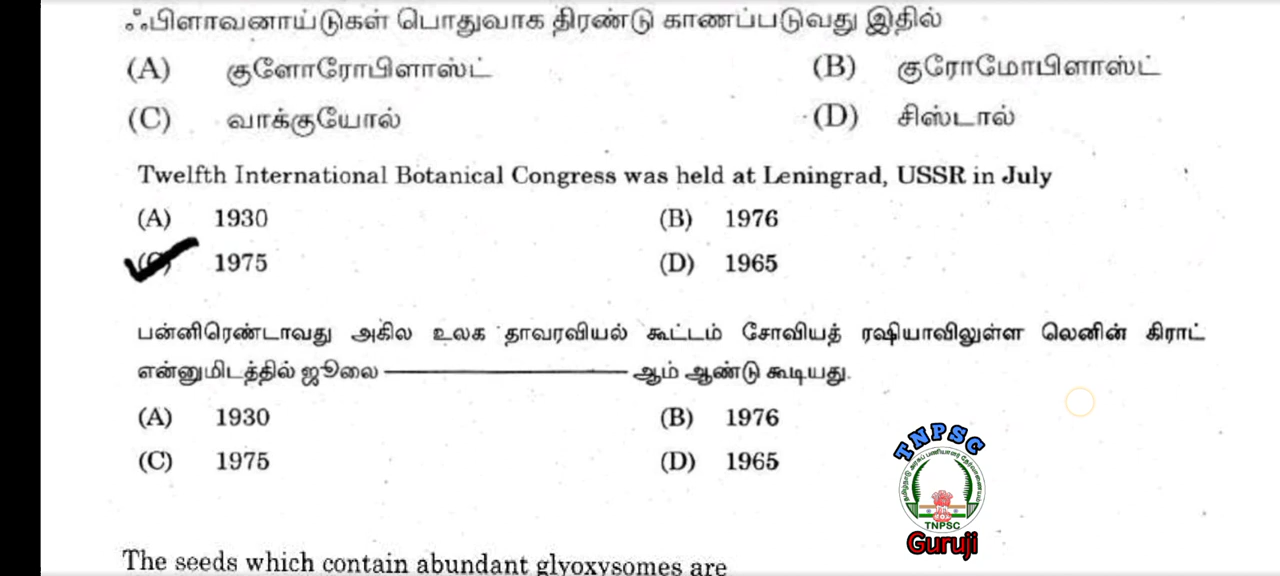 ஃபிளாவனாய்டுகள் பொதுவாக திரண்டு காணப்படுவது இதில்
(A) குளோரோபிளாஸ்ட் (B) குரோமோபிளாஸ்ட்
(C) வாக்குயோல் (D) சிஸ்டால்
Twelfth International Botanical Congress was held at Leningrad, USSR in July
(A) 1930 (B) 1976
(C) 1975 (D) 1965
பன்னிரெண்டாவது அகில உலக தாவரவியல் கூட்டம் சோவியத் ரஷியாவிலுள்ள லெனின் கிராட்
என்னுமிடத்தில் ஜூலை ——————— ஆம் ஆண்டு கூடியது.
(A) 1930 (B) 1976
(C) 1975 (D) 1965
TNPSC
TNPSC
Guruji
The seeds which contain abundant glyoxysomes are